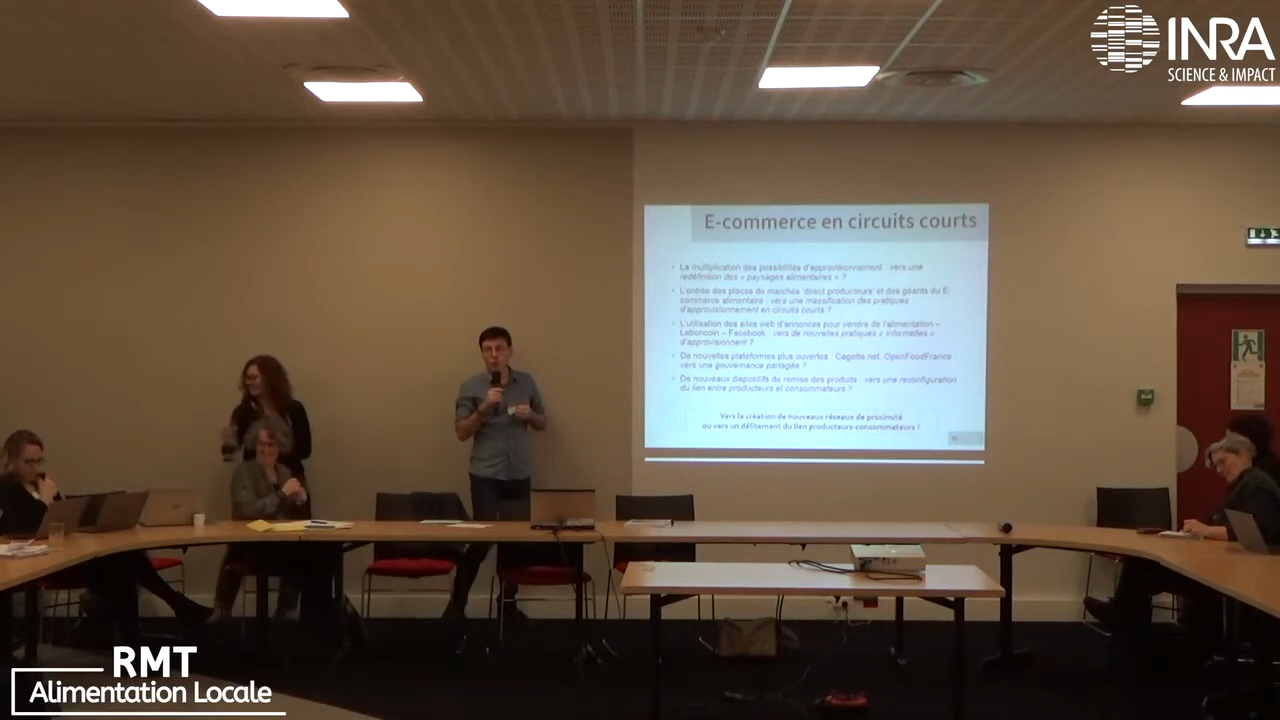 INRA
SCIENCE & IMPACT
E-commerce en circuits courts
La multiplication des possibilités d'approvisionnement : vers une
redéfinition des « paysages alimentaires » ?
L'entrée des places de marchés 'direct producteurs' et des géants du E-
commerce alimentaire : vers une massification des pratiques
d'approvisionnement en circuits courts ?
L'utilisation des sites web d'annonces pour vendre de l'alimentation –
Leboncoin – Facebook : vers de nouvelles pratiques « informelles »
d'approvisionnent ?
De nouvelles plateformes plus ouvertes : Cagette.net, OpenFoodFrance
vers une gouvernance partagée ?
De nouveaux dispositifs de remise des produits : vers une reconfiguration
du lien entre producteurs et consommateurs ?
Vers la création de nouveaux réseaux de proximité
ou vers un délitement du lien producteurs-consommateurs !
RMT
Alimentation Locale